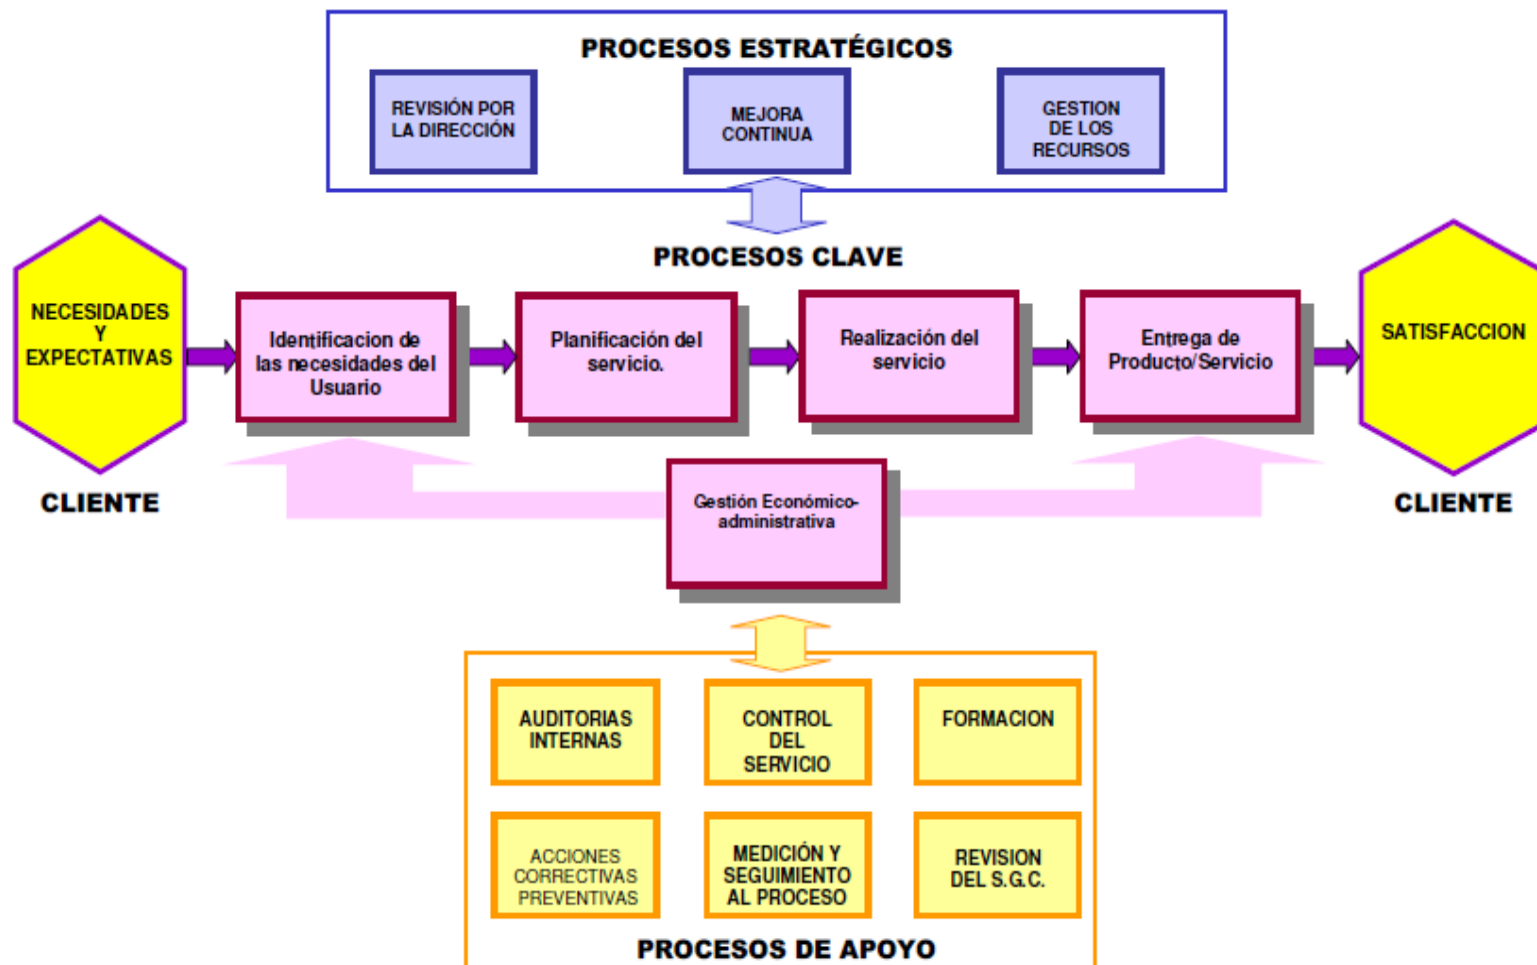 PROCESOS ESTRATÉGICOS
REVISIÓN POR
LA DIRECCIÓN
MEJORA
CONTINUA
GESTION
DE LOS
RECURSOS
PROCESOS CLAVE
NECESIDADES
Y
EXPECTATIVAS
CLIENTE
Identificacion de
las necesidades del
Usuario
Planificación del
servicio.
Realización del
servicio
Entrega de
Producto/Servicio
SATISFACCION
CLIENTE
Gestión Económico-
administrativa
AUDITORIAS
INTERNAS
CONTROL
DEL
SERVICIO
FORMACION
ACCIONES
CORRECTIVAS
PREVENTIVAS
MEDICIÓN Y
SEGUIMIENTO
AL PROCESO
REVISION
DEL S.G.C.
PROCESOS DE APOYO